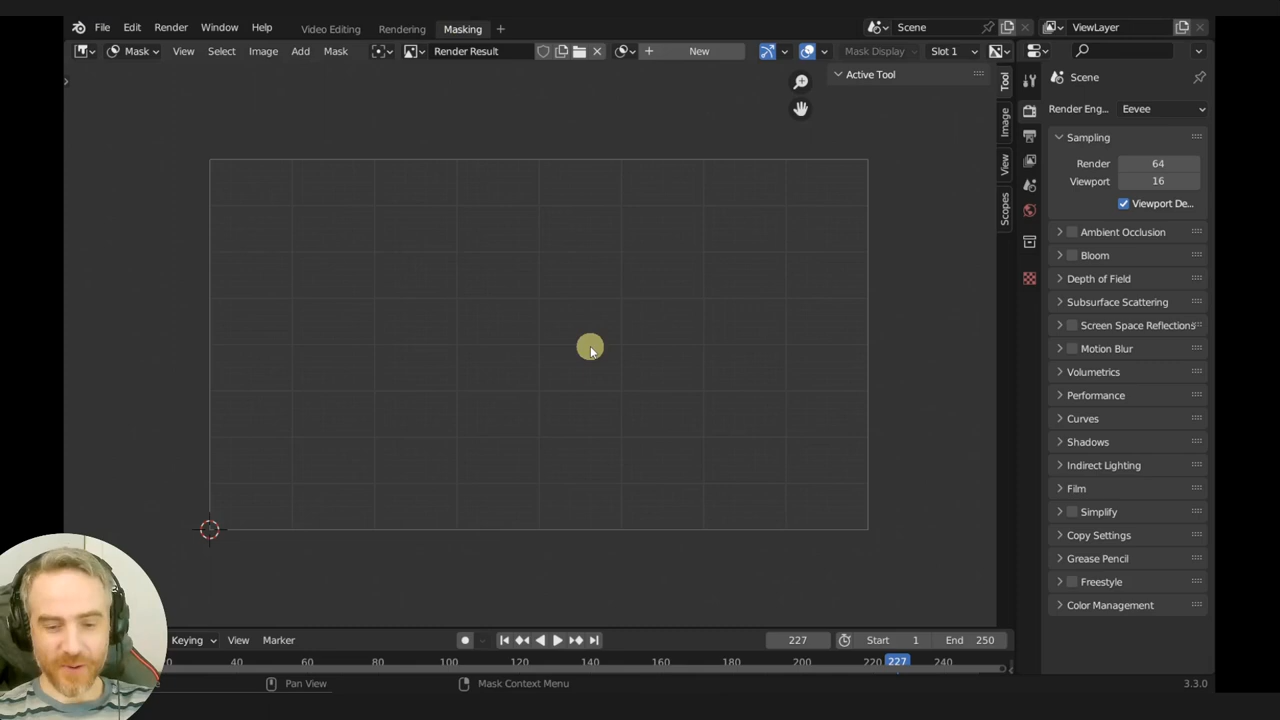 File Edit Render Window Help Video Editing Rendering Masking Scene ViewLayer
Mask View Select Image Add Mask Render Result New Mask Display Slot 1
Active Tool
Tool
Image
View
Scopes
Scene
Render Eng... Eevee
Sampling
Render 64
Viewport 16
Viewport De...
Ambient Occlusion
Bloom
Depth of Field
Subsurface Scattering
Screen Space Reflections
Motion Blur
Volumetrics
Performance
Curves
Shadows
Indirect Lighting
Film
Simplify
Copy Settings
Grease Pencil
Freestyle
Color Management
Keying View Marker 227 Start 1 End 250
20 40 60 80 100 120 140 160 180 200 220 227 240
Pan View Mask Context Menu 3.3.0